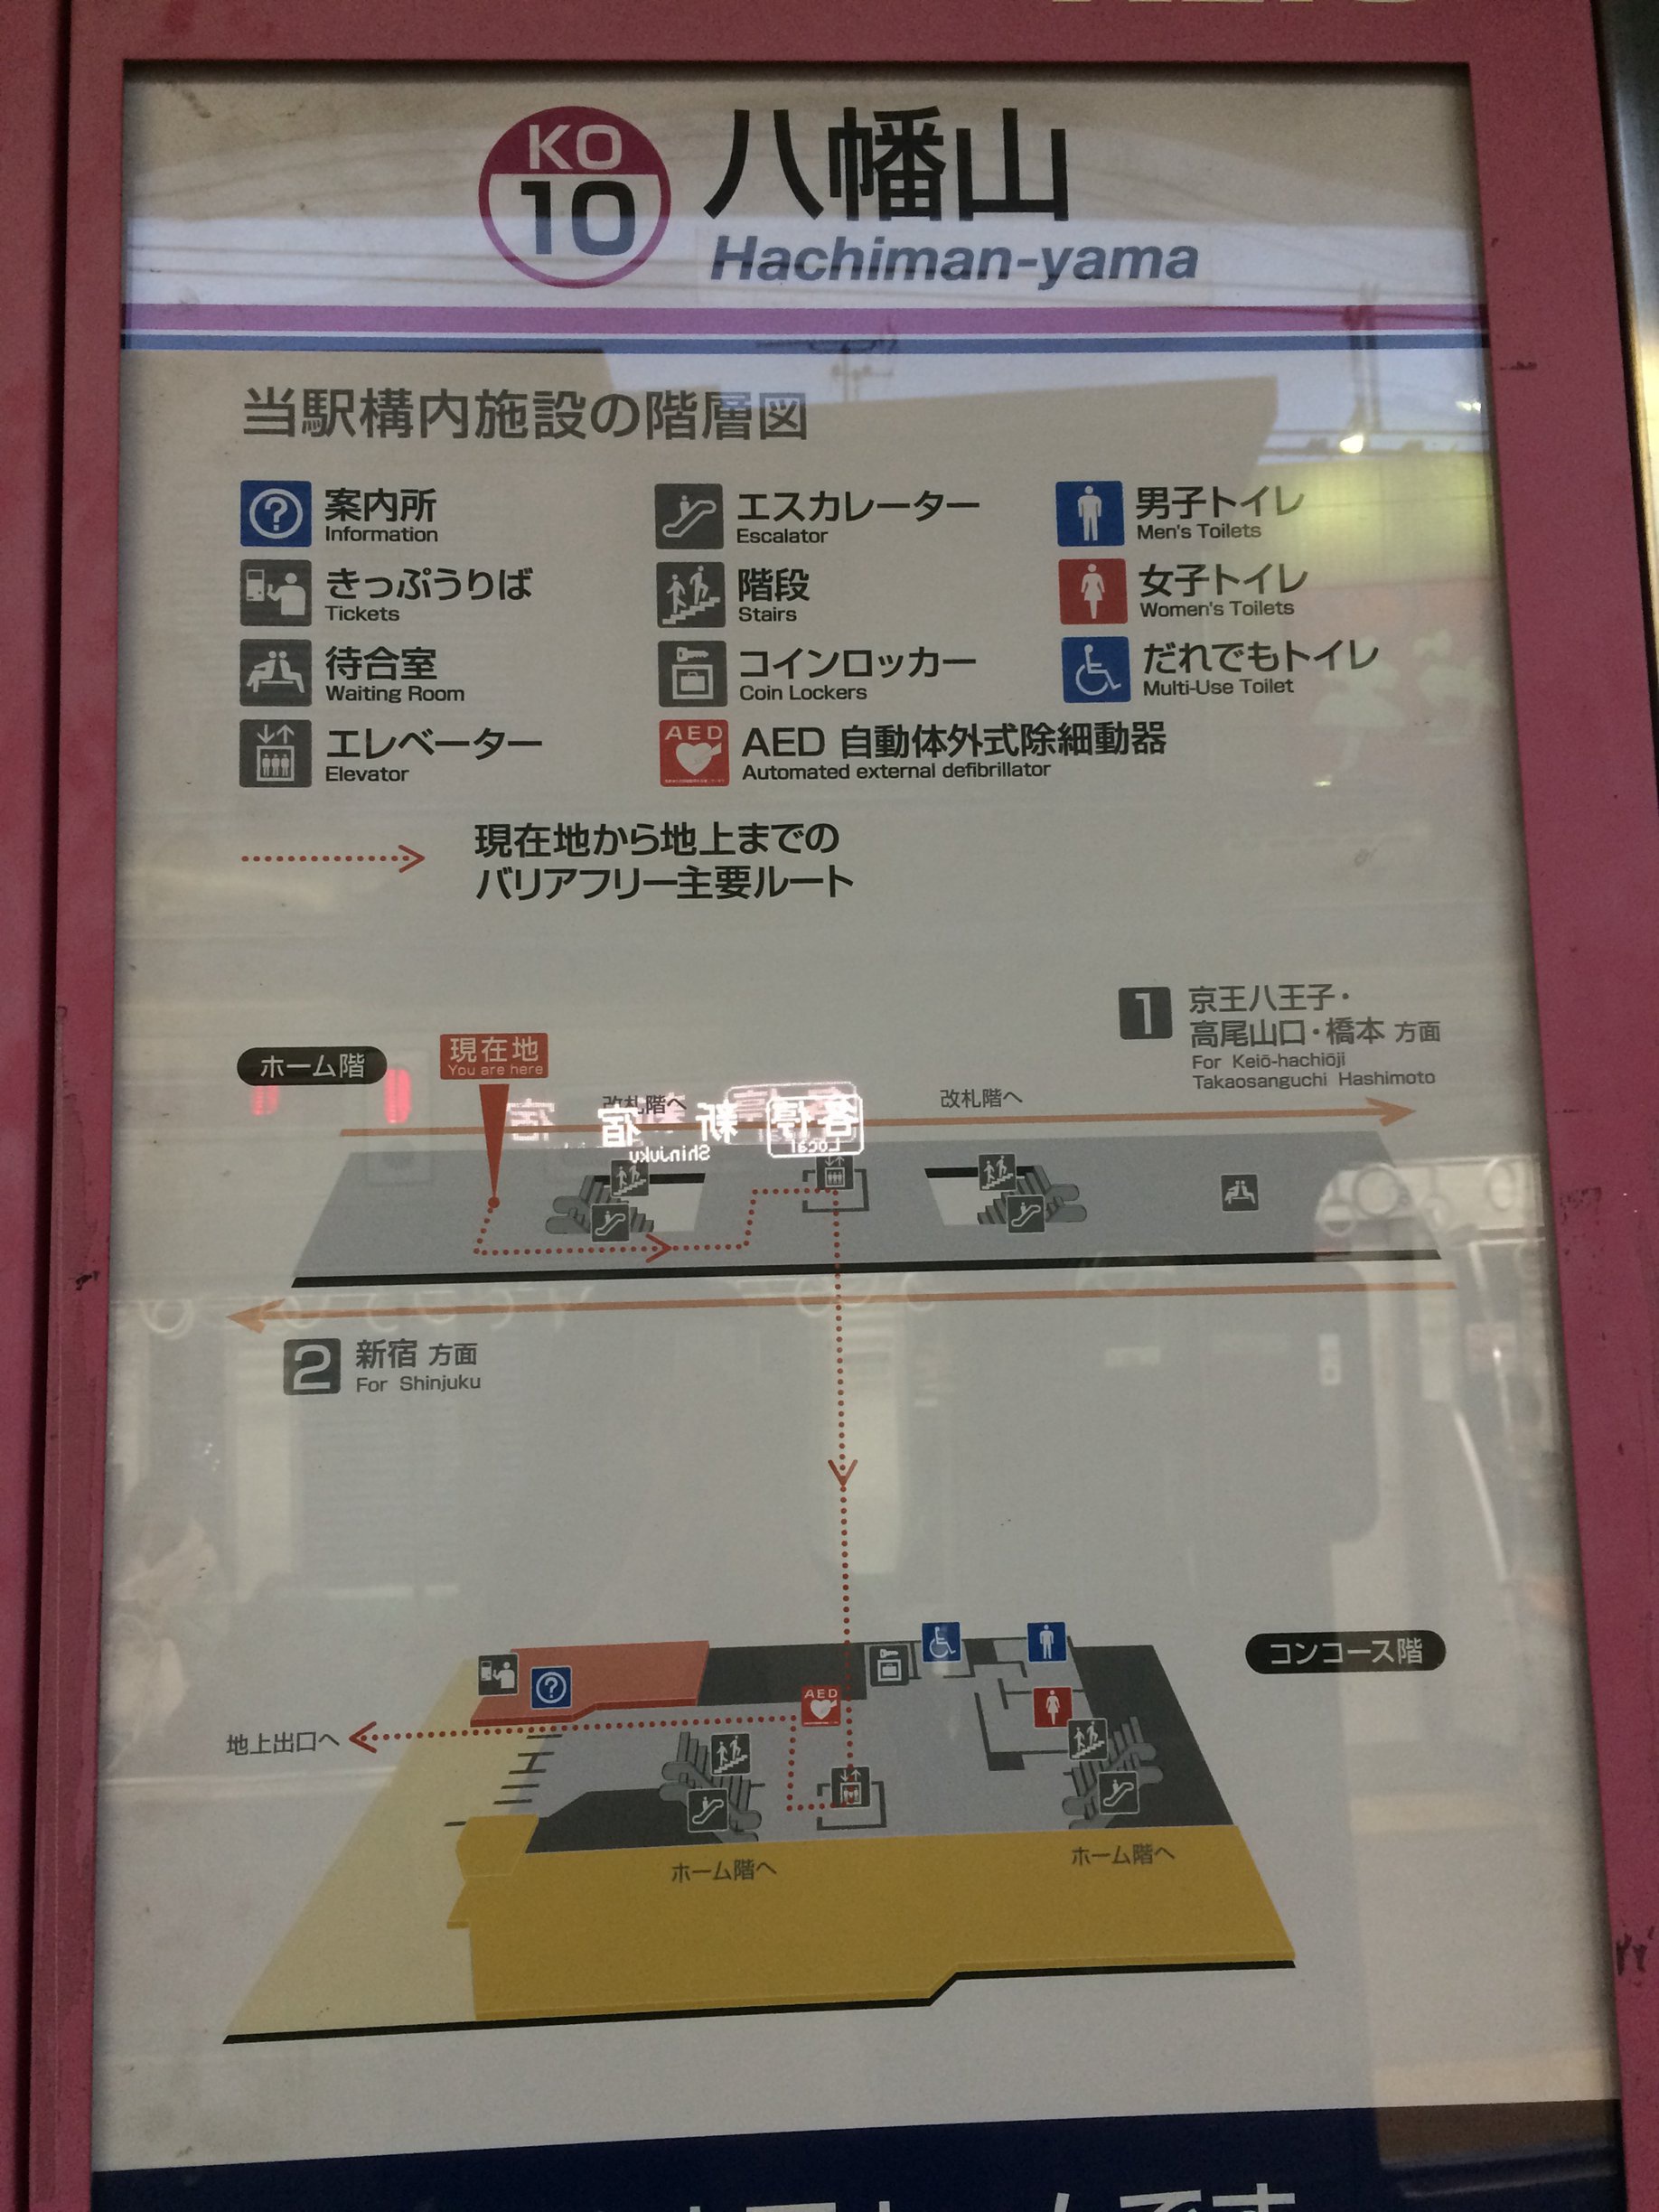 KO
10
八幡山
Hachiman-yama
当駅構内施設の階層図
案内所
Information
きっぷうりば
Tickets
待合室
Waiting Room
エレベーター
Elevator
エスカレーター
Escalator
階段
Stairs
コインロッカー
Coin Lockers
AED
AED 自動体外式除細動器
Automated external defibrillator
男子トイレ
Men's Toilets
女子トイレ
Women's Toilets
だれでもトイレ
Multi-Use Toilet
現在地から地上までの
バリアフリー主要ルート
1 京王八王子・
高尾山口・橋本 方面
For Keiō-hachiōji
Takaosanguchi Hashimoto
ホーム階
現在地
You are here
改札階へ
改札階へ
各停 新宿
Local Shinjuku
2 新宿 方面
For Shinjuku
コンコース階
AED
地上出口へ
ホーム階へ
ホーム階へ